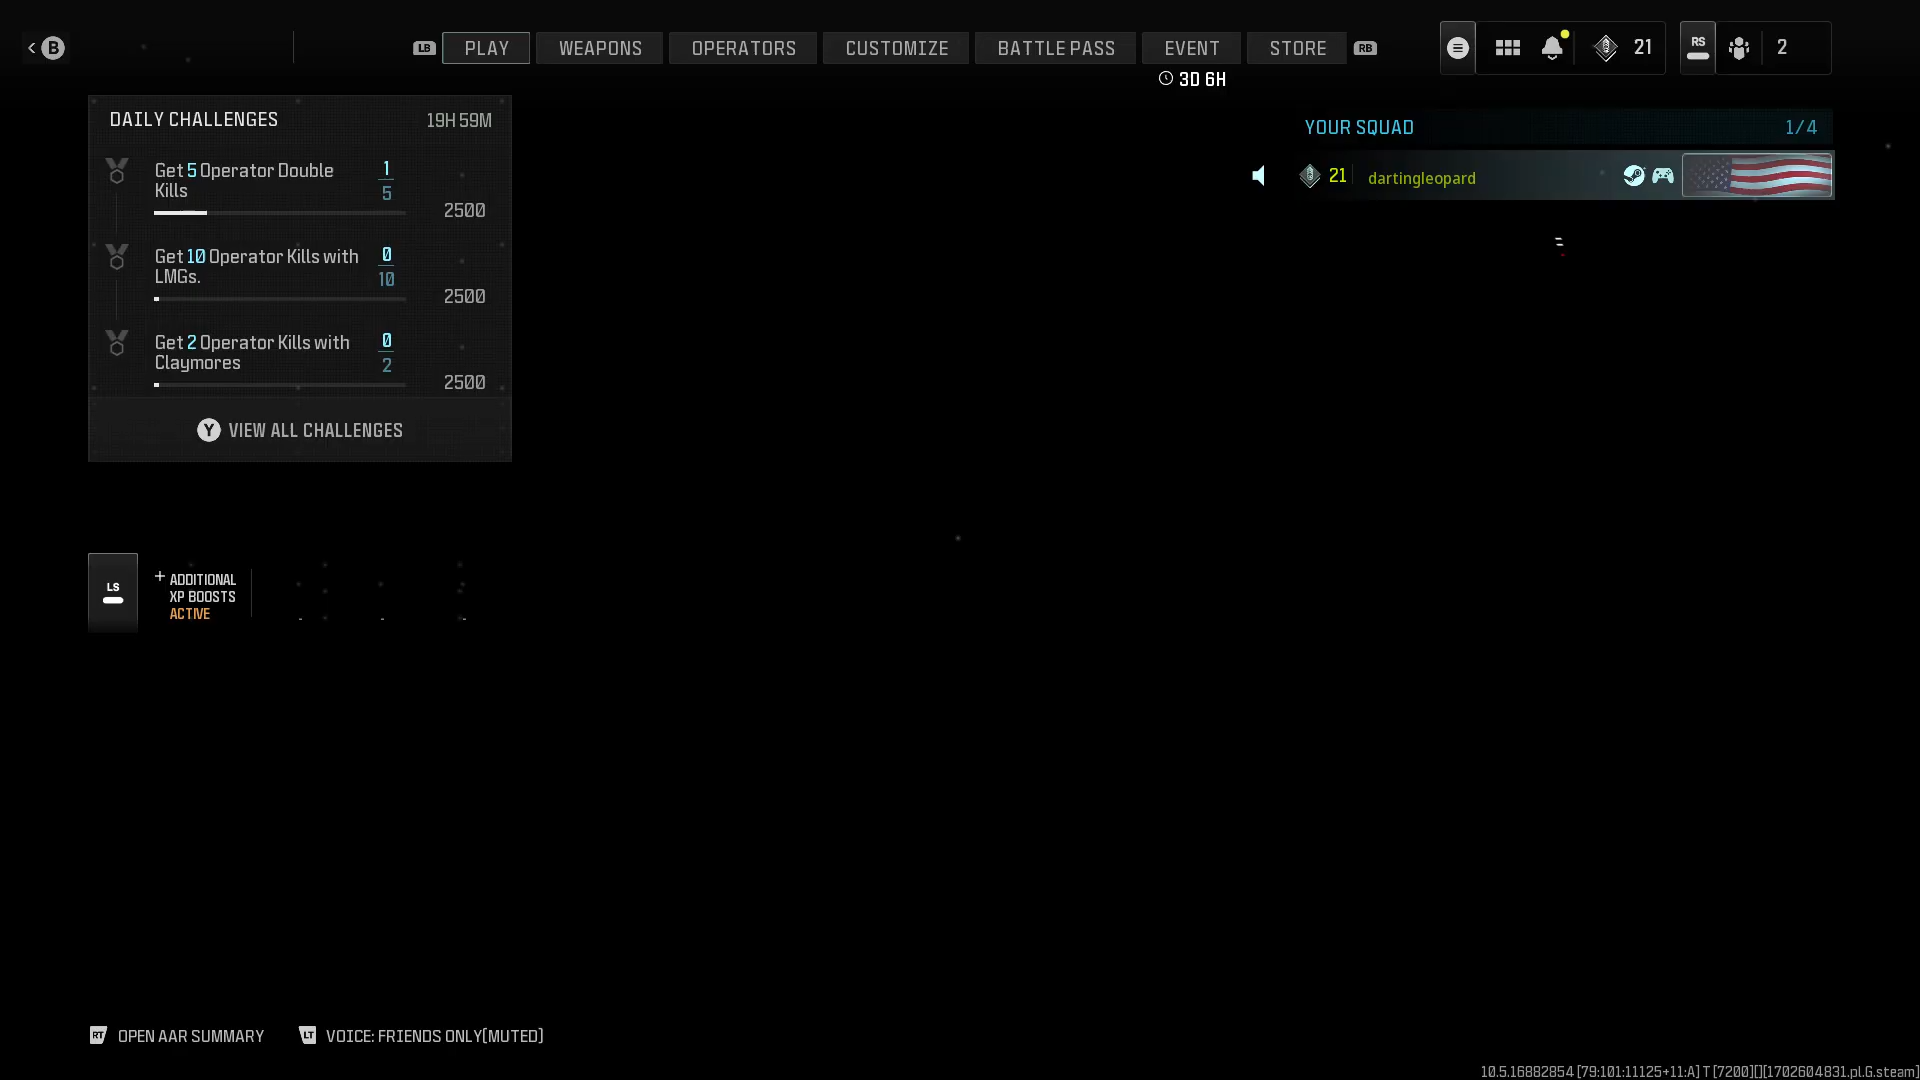 < B
LB PLAY WEAPONS OPERATORS CUSTOMIZE BATTLE PASS EVENT STORE RB
21 RS 2
3D 6H
DAILY CHALLENGES 19H 59M
Get 5 Operator Double Kills
1
5
2500
Get 10 Operator Kills with LMGs.
0
10
2500
Get 2 Operator Kills with Claymores
0
2
2500
Y VIEW ALL CHALLENGES
YOUR SQUAD 1/4
21 dartingleopard
LS
+ ADDITIONAL
XP BOOSTS
ACTIVE
RT OPEN AAR SUMMARY LT VOICE: FRIENDS ONLY(MUTED)
10.5.16882854 [79:101:11125+11:A] T [7200][][1702604831.pl.G.steam]